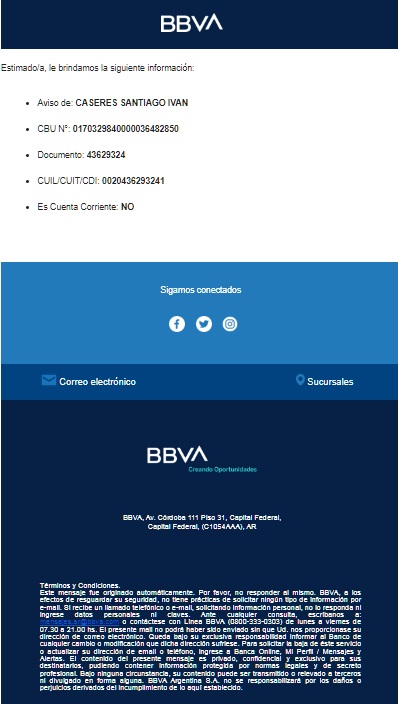 BBVA
Estimado/a, le brindamos la siguiente información:
• Aviso de: CASERES SANTIAGO IVAN
• CBU N°: 0170329840000036482850
• Documento: 43629324
• CUIL/CUIT/CDI: 0020436293241
• Es Cuenta Corriente: NO
Sigamos conectados
Correo electrónico
Sucursales
BBVA
Creando Oportunidades
BBVA, Av. Córdoba 111 Piso 31, Capital Federal,
Capital Federal, (C1054AAA), AR
Términos y Condiciones.
Este mensaje fue originado automáticamente. Por favor, no responder al mismo. BBVA, a los
efectos de resguardar su seguridad, no tiene prácticas de solicitar ningún tipo de información por
e-mail. Si recibe un llamado telefónico o e-mail, solicitando información personal, no lo responda ni
ingrese datos personales ni claves. Ante cualquier consulta, escríbanos a:
mensajes.ar@bbva.com o contáctese con Línea BBVA (0800-333-0303) de lunes a viernes de
07.30 a 21.00 hs. El presente mail no podrá haber sido enviado sin que Ud. nos proporcionase su
dirección de correo electrónico. Queda bajo su exclusiva responsabilidad informar al Banco de
cualquier cambio o modificación que dicha dirección sufriese. Para solicitar la baja de éste servicio
o actualizar su dirección de email o teléfono, ingrese a Banca Online, Mi Perfil / Mensajes y
Alertas. El contenido del presente mensaje es privado, confidencial y exclusivo para sus
destinatarios, pudiendo contener información protegida por normas legales y de secreto
profesional. Bajo ninguna circunstancia, su contenido puede ser transmitido o relevado a terceros
ni divulgado en forma alguna. BBVA Argentina S.A. no se responsabilizará por los daños o
perjuicios derivados del incumplimiento de lo aquí establecido.